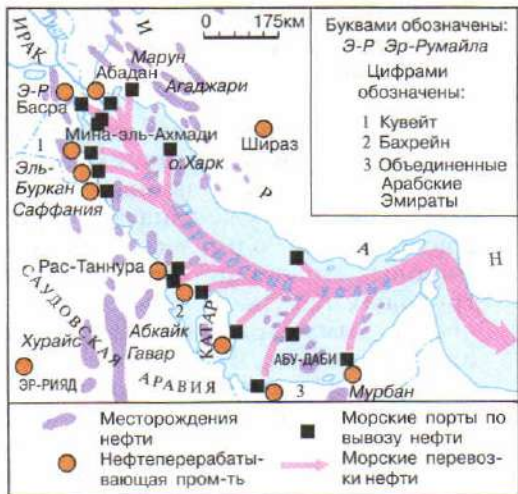 0 175км
Буквами обозначены:
Э-Р Эр-Румайла
Цифрами
обозначены:
1 Кувейт
2 Бахрейн
3 Объединенные
Арабские
Эмираты
ИРАК
И
Р
А
Н
Марун
Абадан
Агаджари
Э-Р
Басра
Мина-эль-Ахмади
Шираз
1
о.Харк
Эль-
Буркан
Саффания
Персидский залив
Рас-Таннура
2
САУДОВСКАЯ
АРАВИЯ
КАТАР
Абкайк
Гавар
Хурайс
ЭР-РИЯД
АБУ-ДАБИ
3
Мурбан
Месторождения
нефти
Нефтеперерабаты-
вающая пром-ть
Морские порты по
вывозу нефти
Морские перевоз-
ки нефти